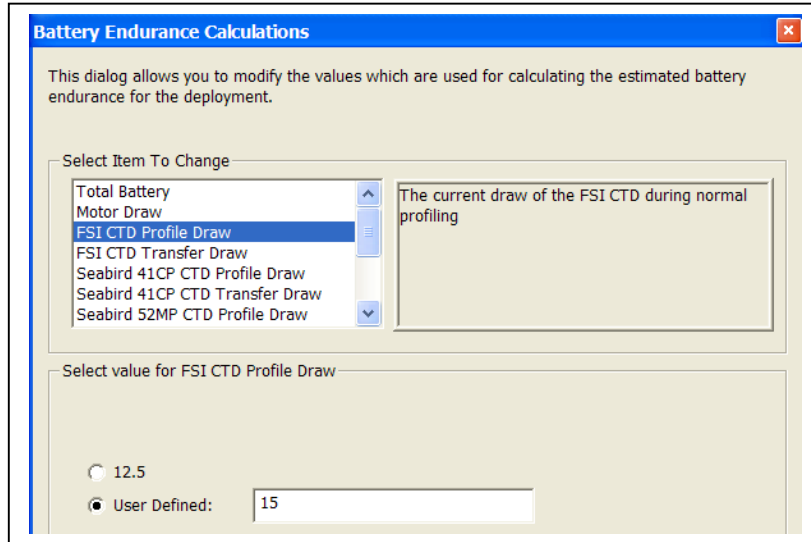 Battery Endurance Calculations
This dialog allows you to modify the values which are used for calculating the estimated battery
endurance for the deployment.
Select Item To Change
Total Battery
Motor Draw
FSI CTD Profile Draw
FSI CTD Transfer Draw
Seabird 41CP CTD Profile Draw
Seabird 41CP CTD Transfer Draw
Seabird 52MP CTD Profile Draw
The current draw of the FSI CTD during normal
profiling
Select value for FSI CTD Profile Draw
12.5
User Defined: 15